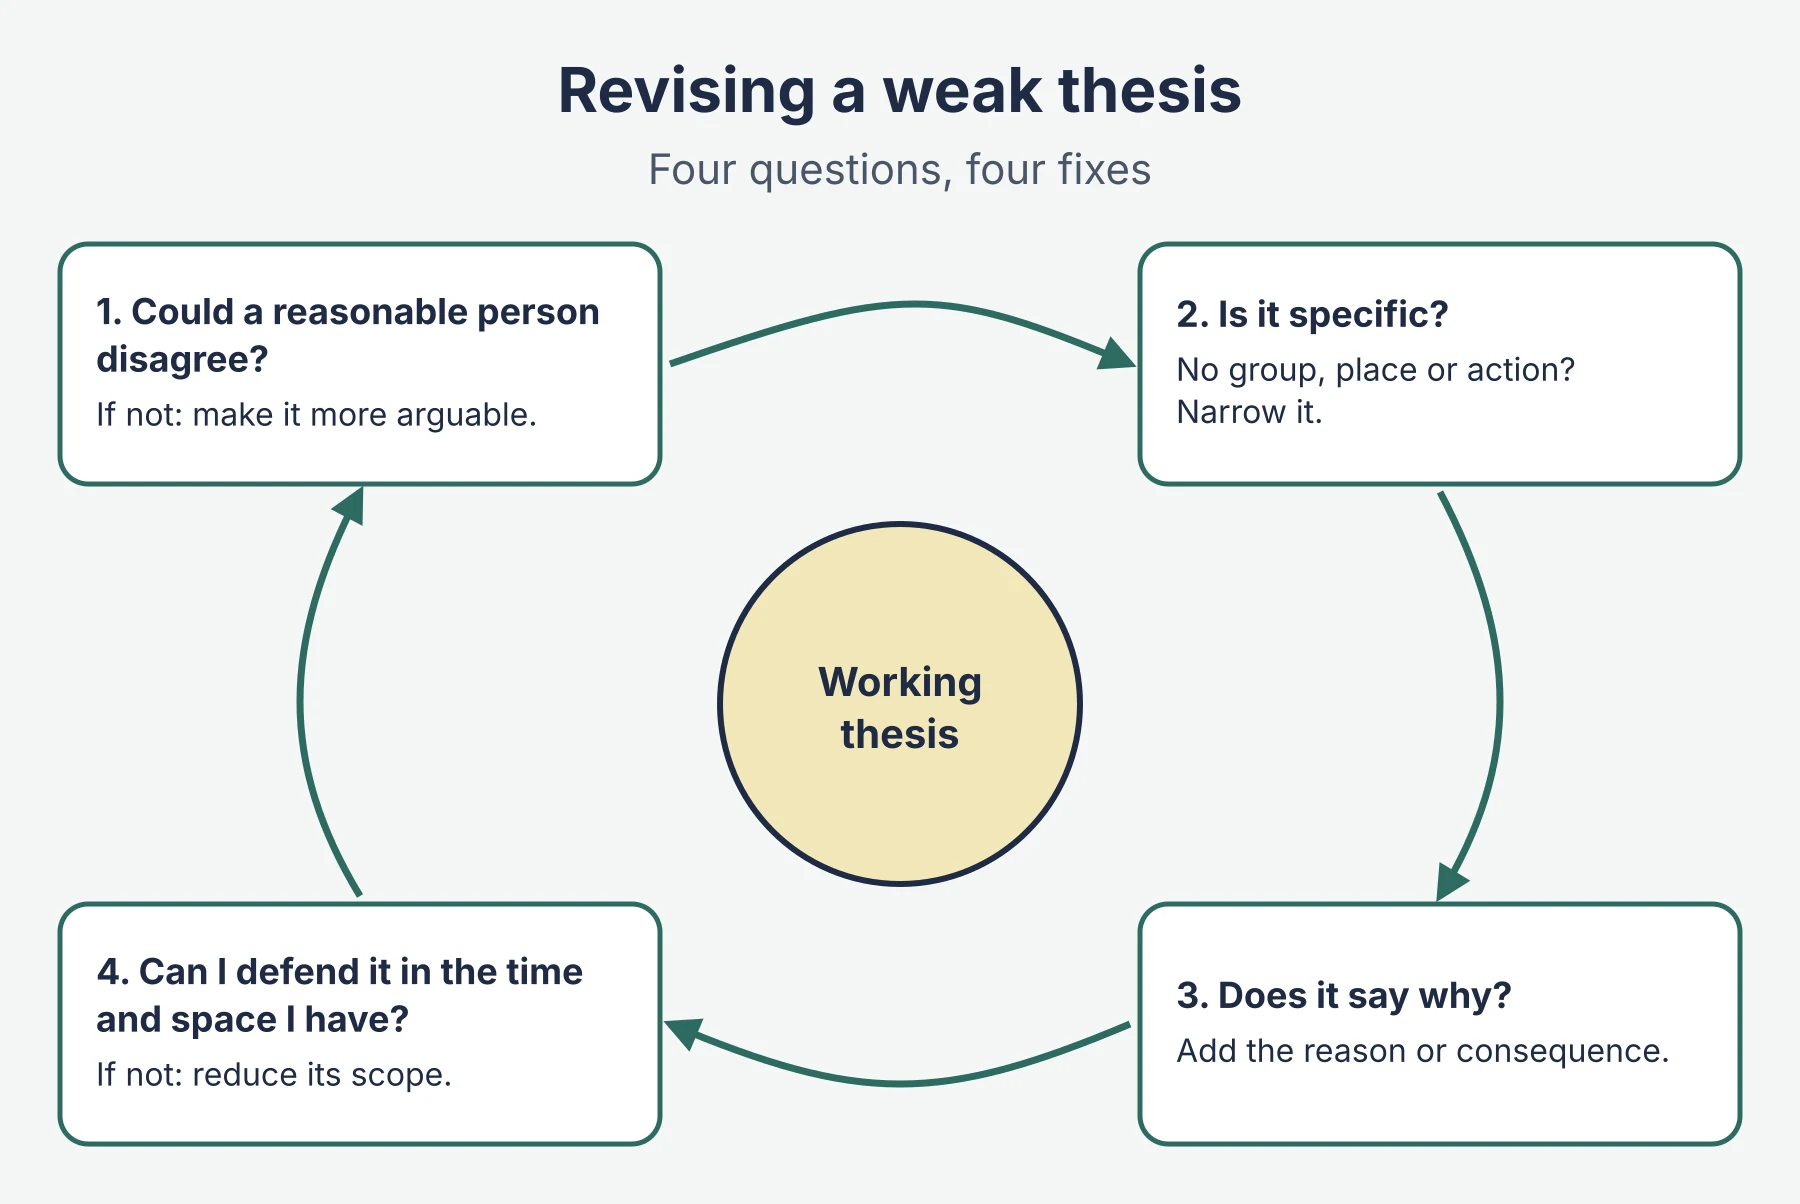 Revising a weak thesis
Four questions, four fixes
1. Could a reasonable person
disagree?
If not: make it more arguable.
2. Is it specific?
No group, place or action?
Narrow it.
Working
thesis
4. Can I defend it in the time
and space I have?
If not: reduce its scope.
3. Does it say why?
Add the reason or consequence.